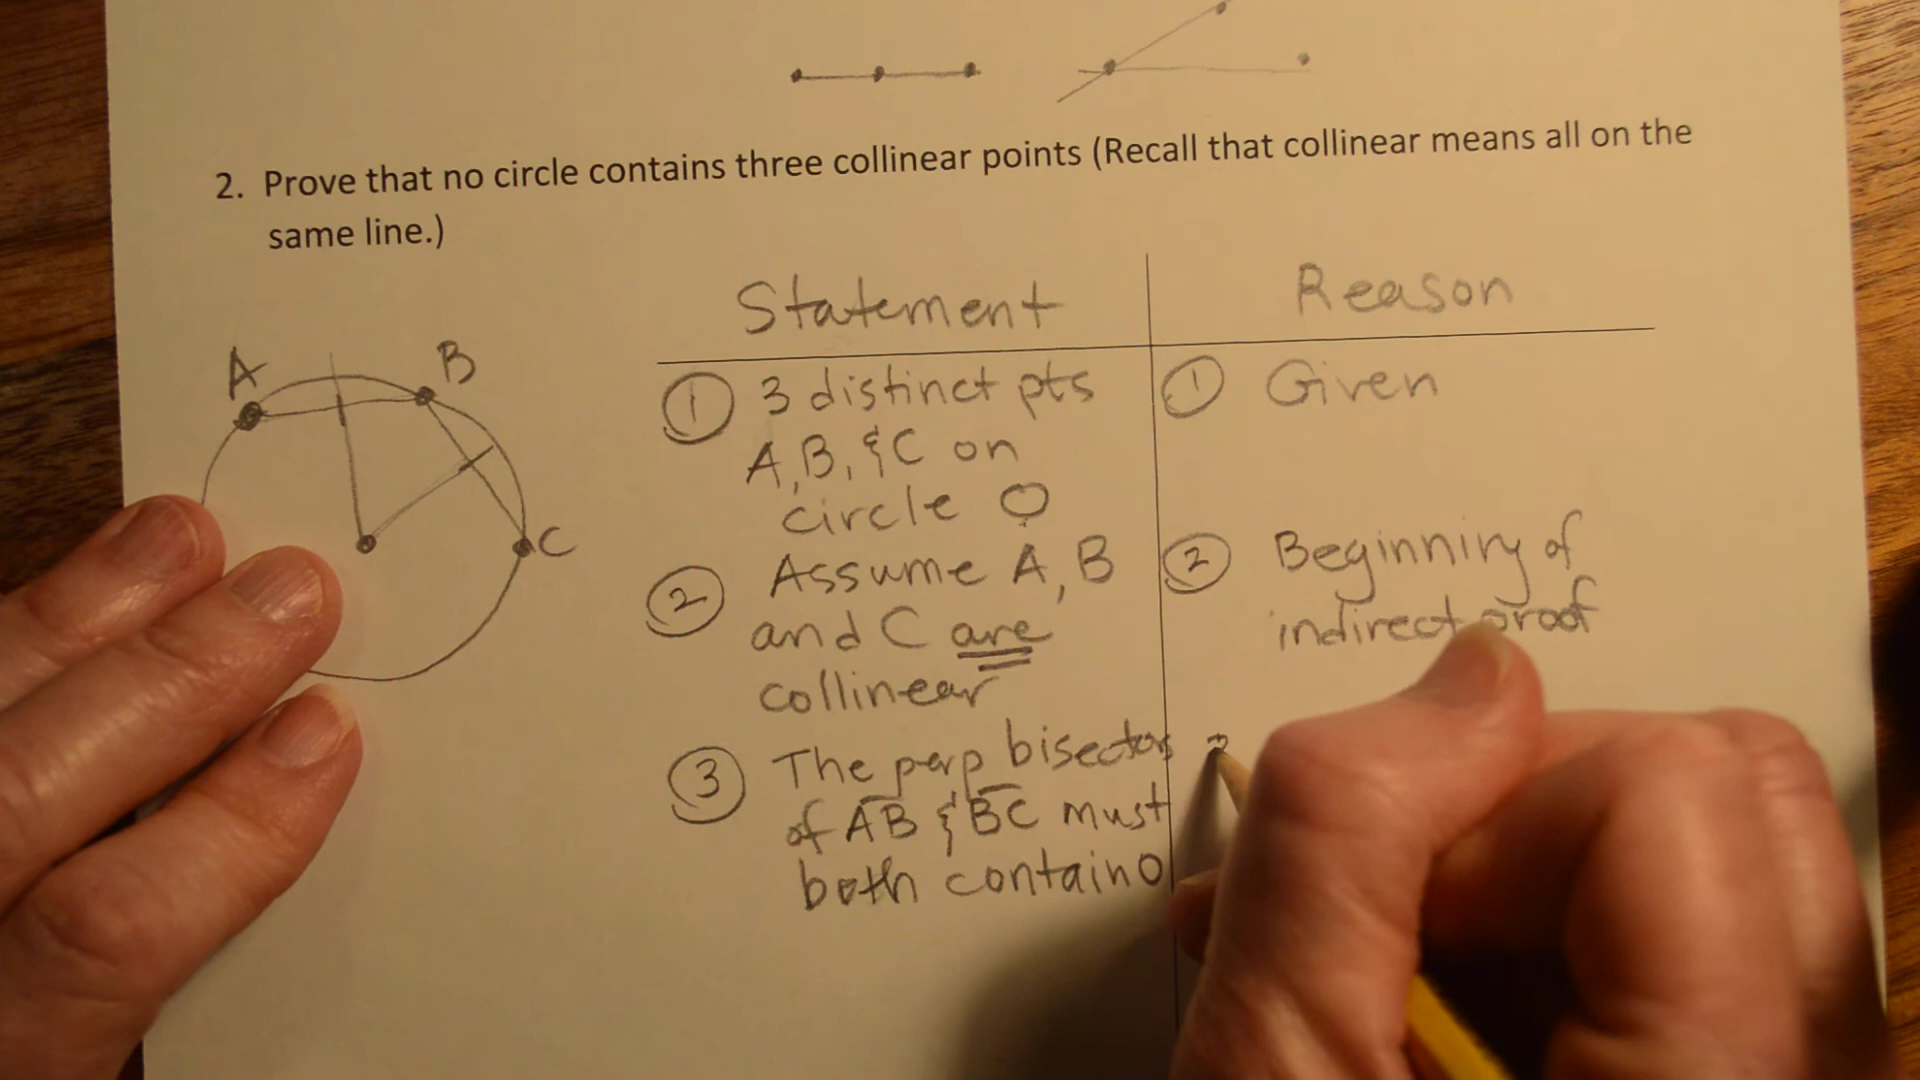 2. Prove that no circle contains three collinear points (Recall that collinear means all on the
same line.)
Statement
Reason
A
B
C
① 3 distinct pts
A, B, & C on
circle O
① Given
② Assume A, B
and C are
collinear
② Beginning of
indirect proof
③ The perp bisectors
of AB & BC must
both contain O